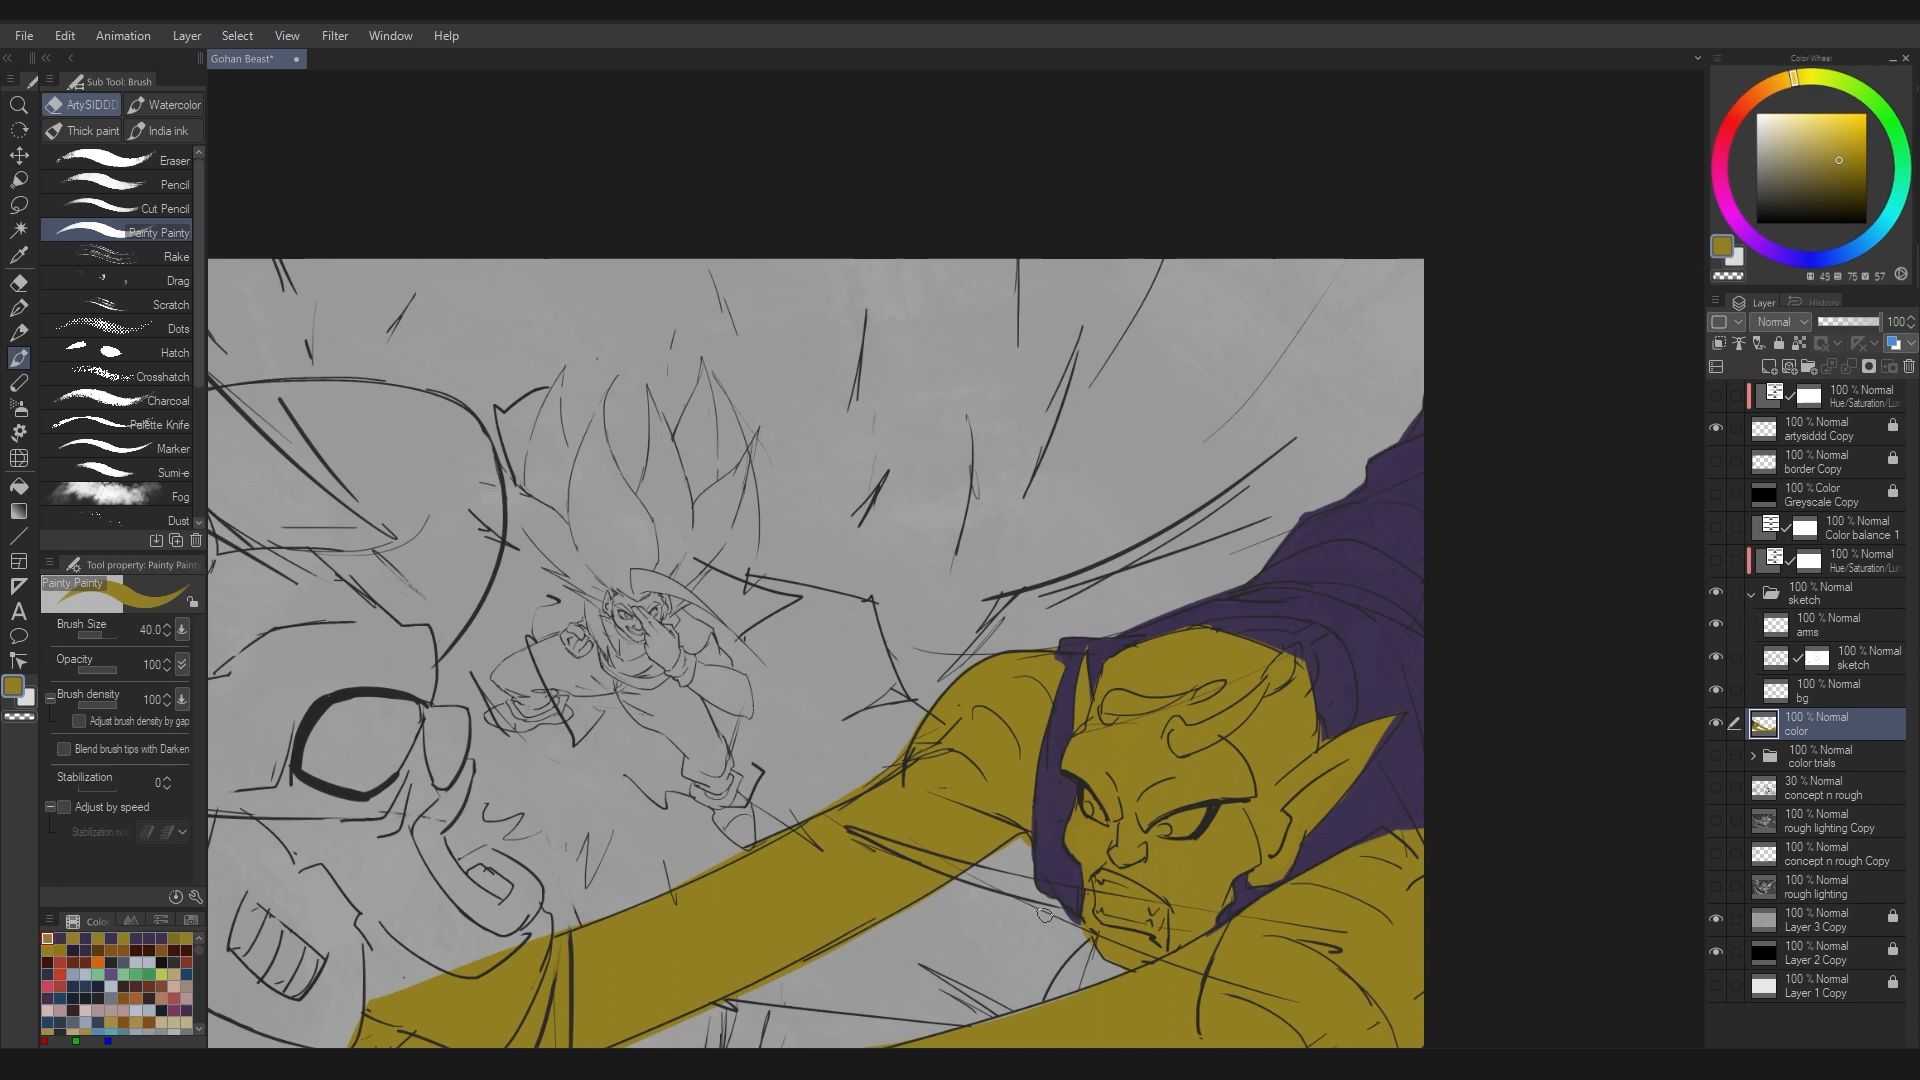 File Edit Animation Layer Select View Filter Window Help
Gohan Beast*
Color Wheel
Sub Tool: Brush
ArtySIDDD
Watercolor
Thick paint
India ink
Eraser
Pencil
Cut Pencil
Painty Painty
Rake
Drag
Scratch
Dots
Hatch
Crosshatch
Charcoal
Palette Knife
Marker
Sumi-e
Fog
Dust
Tool property: Painty Paint
Painty Painty
Brush Size 40.0
Opacity 100
Brush density 100
Adjust brush density by gap
Blend brush tips with Darken
Stabilization 0
Adjust by speed
Stabilization mo
Color
49 75 57
Layer History
Normal 100
100 % Normal
Hue/Saturation/Lum
100 % Normal
artysiddd Copy
100 % Normal
border Copy
100 % Color
Greyscale Copy
100 % Normal
Color balance 1
100 % Normal
Hue/Saturation/Lum
100 % Normal
sketch
100 % Normal
arms
100 % Normal
sketch
100 % Normal
bg
100 % Normal
color
100 % Normal
color trials
30 % Normal
concept n rough
100 % Normal
rough lighting Copy
100 % Normal
concept n rough Copy
100 % Normal
rough lighting
100 % Normal
Layer 3 Copy
100 % Normal
Layer 2 Copy
100 % Normal
Layer 1 Copy